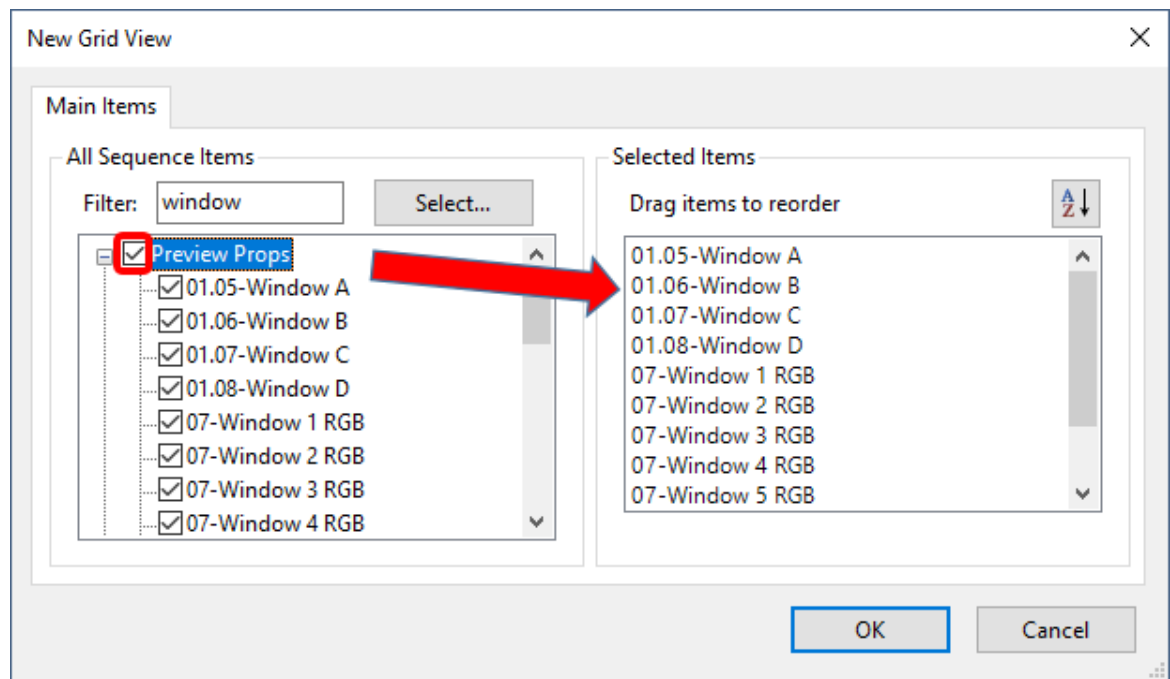 New Grid View
Main Items
All Sequence Items
Filter: window Select...
Preview Props
01.05-Window A
01.06-Window B
01.07-Window C
01.08-Window D
07-Window 1 RGB
07-Window 2 RGB
07-Window 3 RGB
07-Window 4 RGB
Selected Items
Drag items to reorder
A
Z
01.05-Window A
01.06-Window B
01.07-Window C
01.08-Window D
07-Window 1 RGB
07-Window 2 RGB
07-Window 3 RGB
07-Window 4 RGB
07-Window 5 RGB
OK Cancel